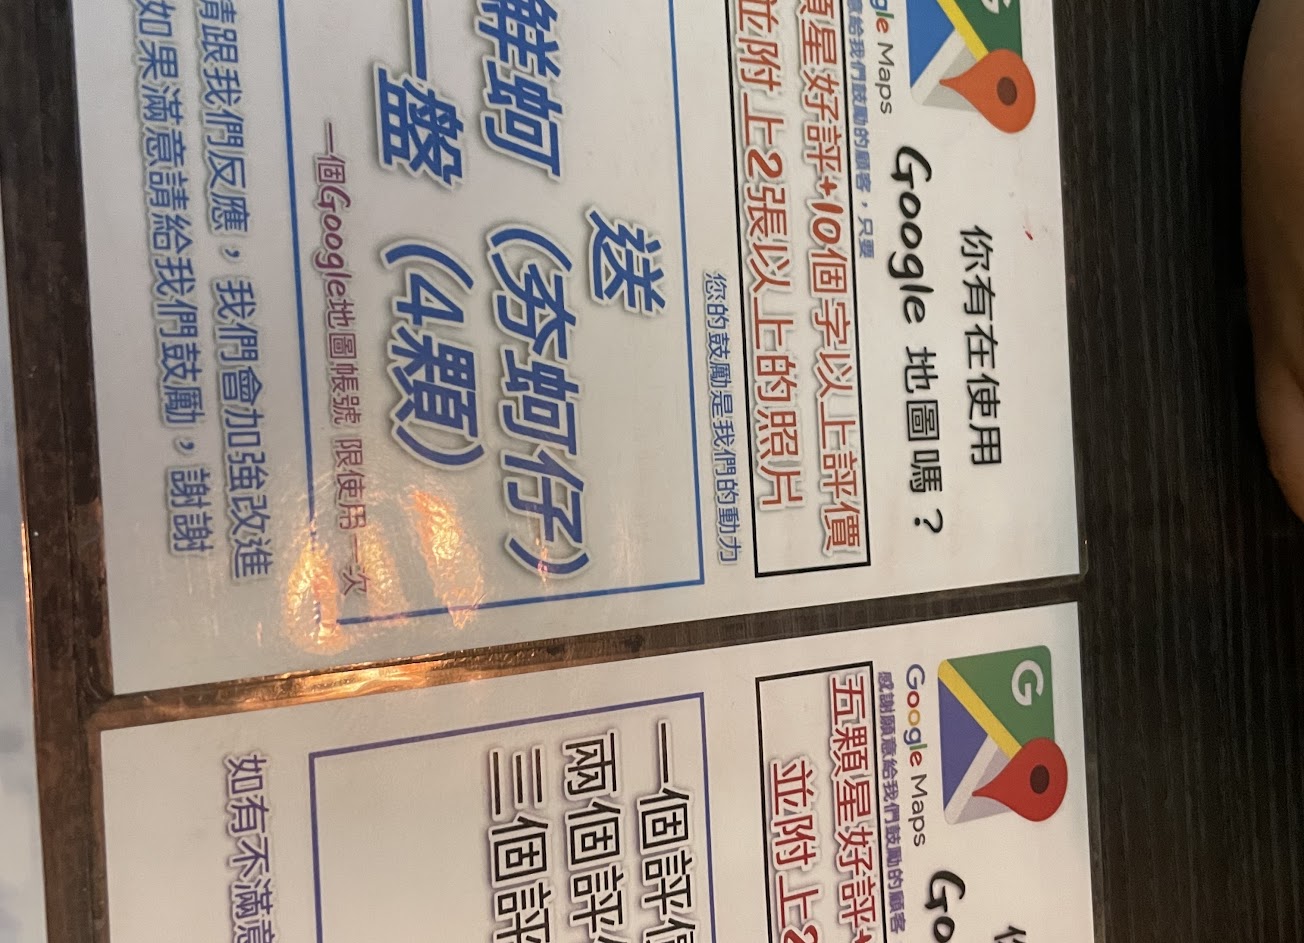 你有在使用
Google 地圖嗎？
gle Maps
意給我們鼓勵的顧客，只要
顆星好評+10個字以上評價
並附上2張以上的照片
您的鼓勵是我們的動力
送
鮮蚵（夯蚵仔）
一盤（4顆）
一個Google地圖帳號 限使用一次
請跟我們反應，我們會加強改進
如果滿意請給我們鼓勵，謝謝
G
Google Maps
Go
感謝願意給我們鼓勵的顧客
五顆星好評+
並附上2
一個評價
兩個評
三個評
如有不滿意